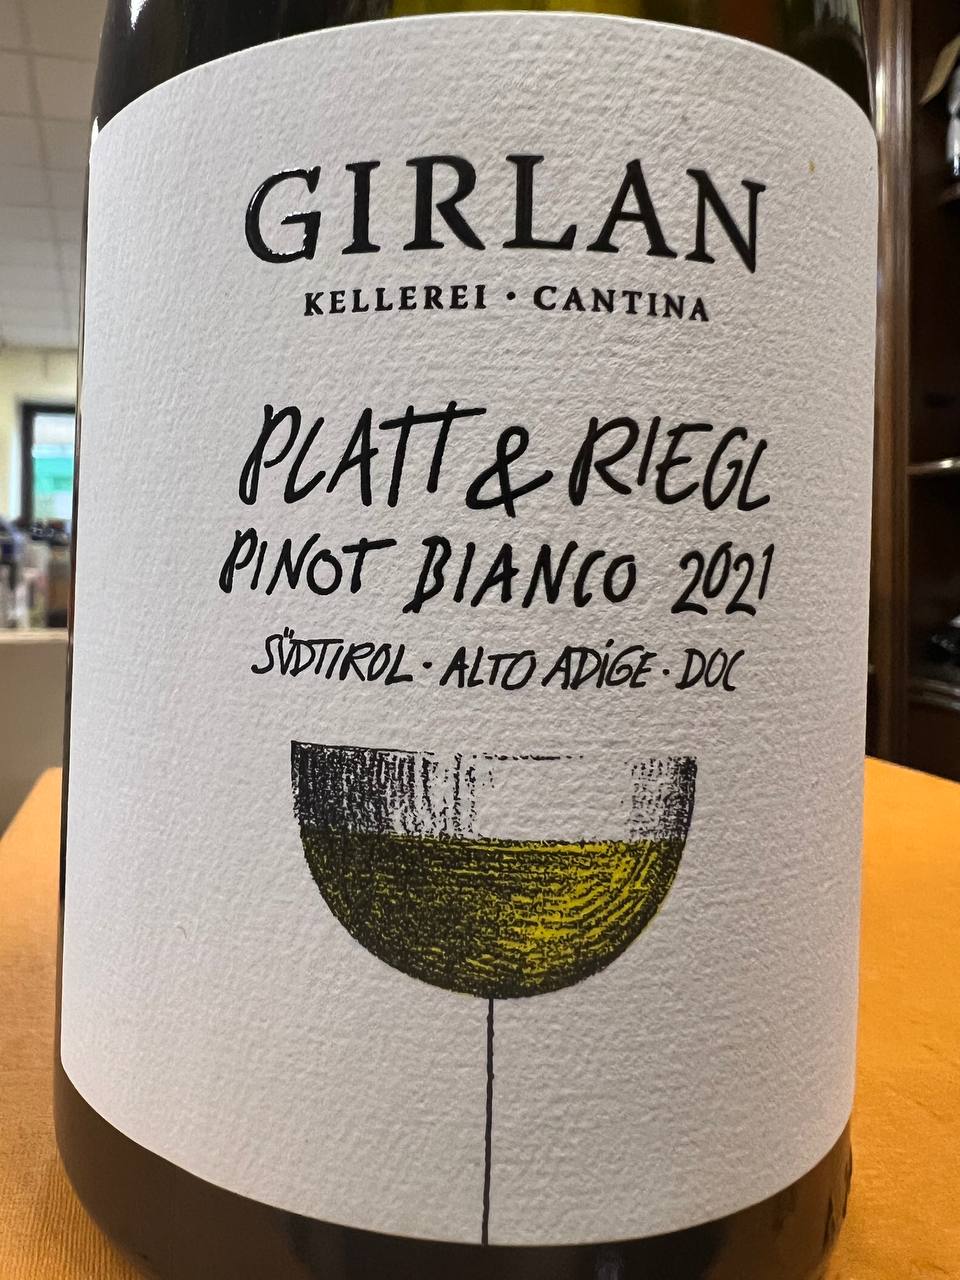 GIRLAN
KELLEREI · CANTINA
PLATT & RIEGL
PINOT BIANCO 2021
SÜDTIROL · ALTO ADIGE · DOC